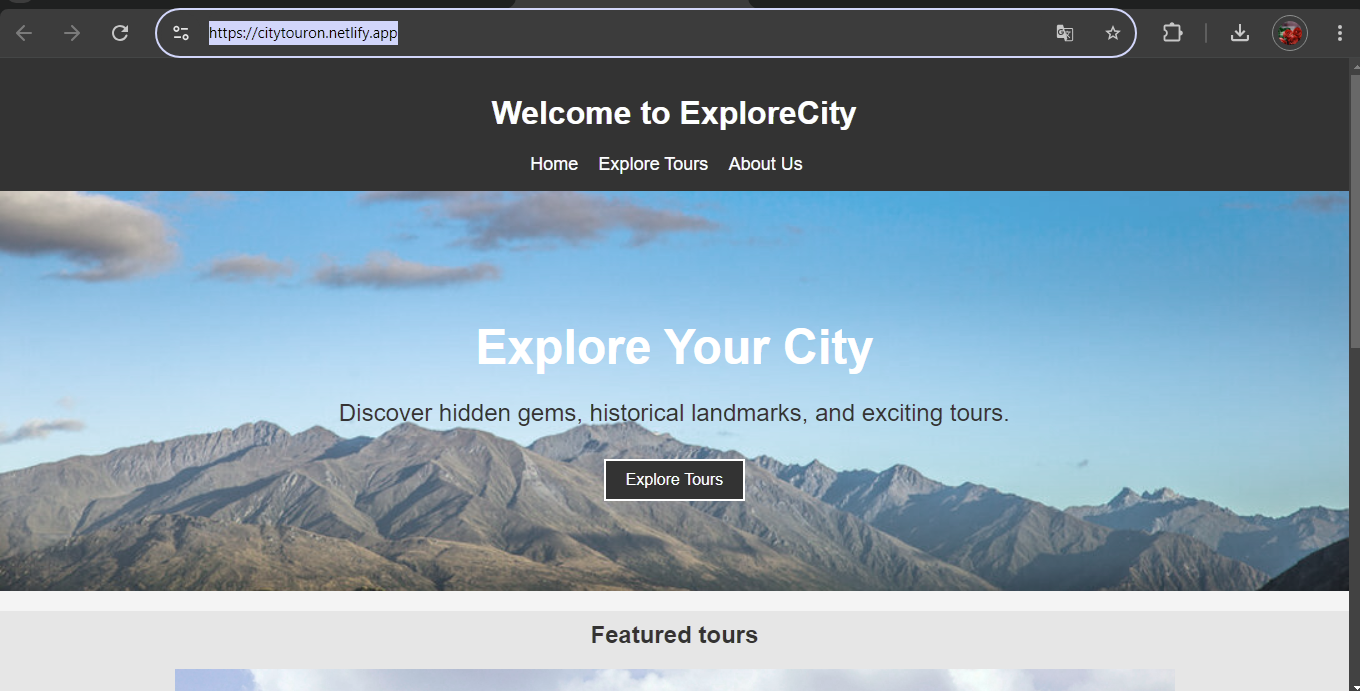 https://citytouron.netlify.app
Welcome to ExploreCity
Home Explore Tours About Us
Explore Your City
Discover hidden gems, historical landmarks, and exciting tours.
Explore Tours
Featured tours